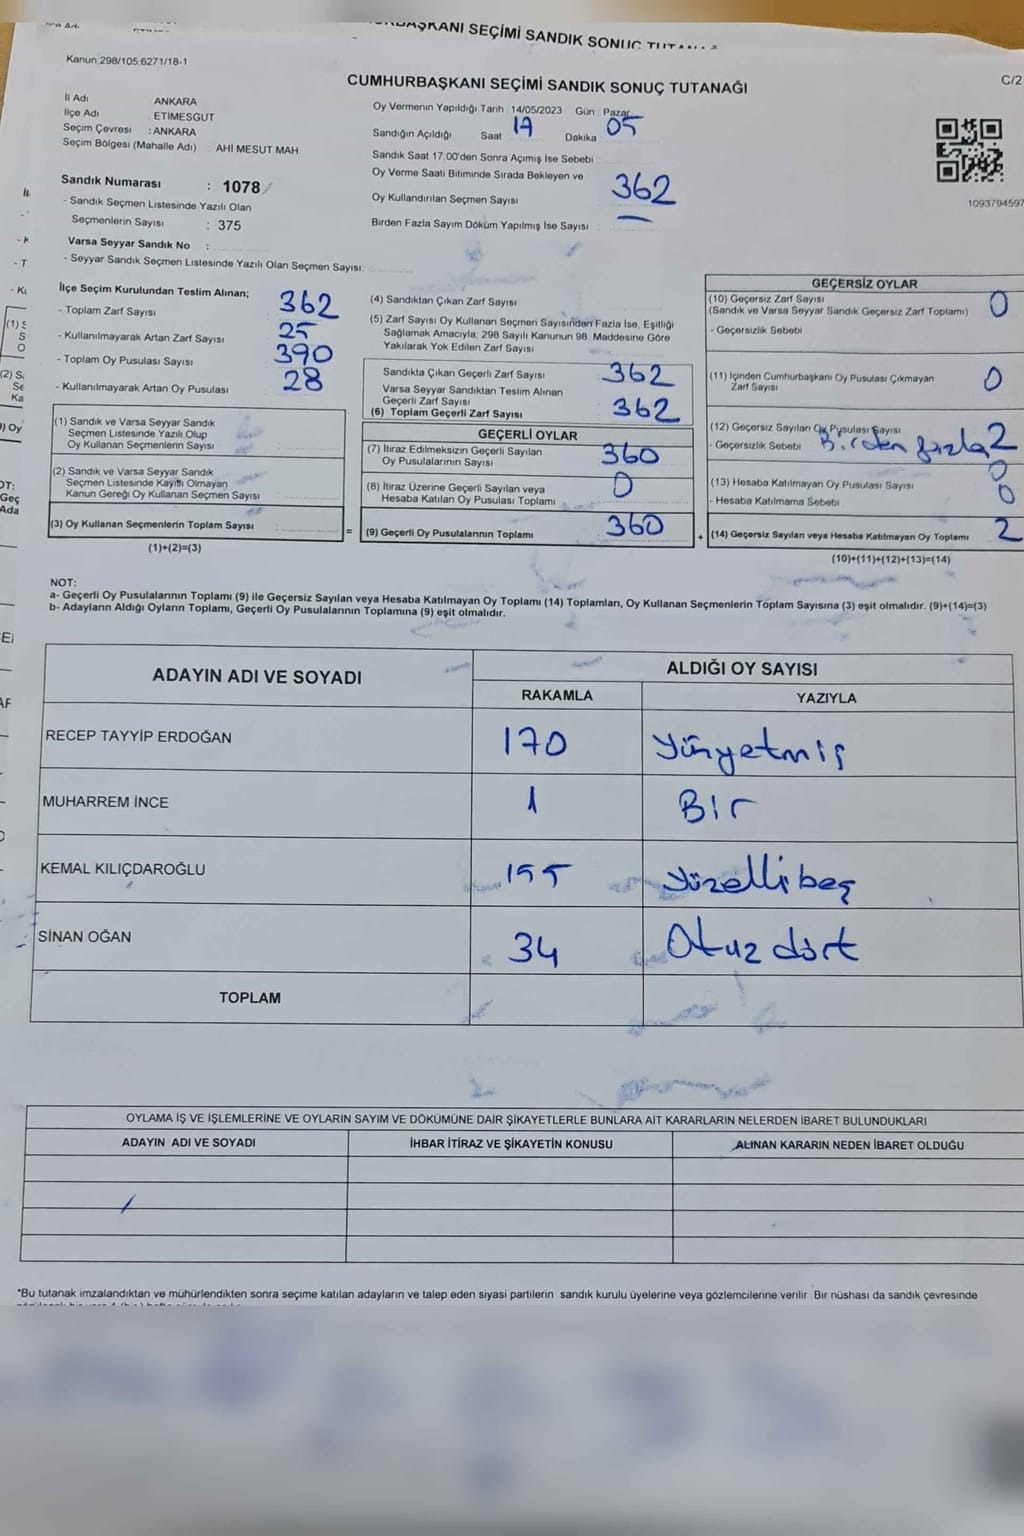 CUMHURBAŞKANI SEÇİMİ SANDIK SONUÇ TUTANAĞI
Kanun:298/105,6271/18-1
CUMHURBAŞKANI SEÇİMİ SANDIK SONUÇ TUTANAĞI
C/2
İl Adı ANKARA
İlçe Adı : ETİMESGUT
Seçim Çevresi : ANKARA
Seçim Bölgesi (Mahalle Adı) AHİ MESUT MAH.
Sandık Numarası : 1078
- Sandık Seçmen Listesinde Yazılı Olan
Seçmenlerin Sayısı : 375
Varsa Seyyar Sandık No :
- Seyyar Sandık Seçmen Listesinde Yazılı Olan Seçmen Sayısı:
Oy Vermenin Yapıldığı Tarih : 14/05/2023 Gün Pazar
Sandığın Açıldığı Saat 17 Dakika 05
Sandık Saat 17:00'den Sonra Açımış İse Sebebi :
Oy Verme Saati Bitiminde Sırada Bekleyen ve
Oy Kullandırılan Seçmen Sayısı 362
Birden Fazla Sayım Döküm Yapılmış İse Sayısı : —
1093794597
İlçe Seçim Kurulundan Teslim Alınan;
- Toplam Zarf Sayısı 362
- Kullanılmayarak Artan Zarf Sayısı 25
- Toplam Oy Pusulası Sayısı 390
- Kullanılmayarak Artan Oy Pusulası 28
(1) Sandık ve Varsa Seyyar Sandık
Seçmen Listesinde Yazılı Olup
Oy Kullanan Seçmenlerin Sayısı
(2) Sandık ve Varsa Seyyar Sandık
Seçmen Listesinde Kayıtlı Olmayan
Kanun Gereği Oy Kullanan Seçmen Sayısı
(3) Oy Kullanan Seçmenlerin Toplam Sayısı : =
(1)+(2)=(3)
(4) Sandıktan Çıkan Zarf Sayısı
(5) Zarf Sayısı Oy Kullanan Seçmen Sayısından Fazla İse, Eşitliği
Sağlamak Amacıyla; 298 Sayılı Kanunun 98. Maddesine Göre
Yakılarak Yok Edilen Zarf Sayısı
Sandıkta Çıkan Geçerli Zarf Sayısı 362
Varsa Seyyar Sandıktan Teslim Alınan
Geçerli Zarf Sayısı
(6) Toplam Geçerli Zarf Sayısı 362
GEÇERLİ OYLAR
(7) İtiraz Edilmeksizin Geçerli Sayılan
Oy Pusulalarının Sayısı 360
(8) İtiraz Üzerine Geçerli Sayılan veya
Hesaba Katılan Oy Pusulası Toplamı 0
(9) Geçerli Oy Pusulalarının Toplamı 360 +
GEÇERSİZ OYLAR
(10) Geçersiz Zarf Sayısı 0
(Sandık ve Varsa Seyyar Sandık Geçersiz Zarf Toplamı)
- Geçersizlik Sebebi
(11) İçinden Cumhurbaşkanı Oy Pusulası Çıkmayan
Zarf Sayısı 0
(12) Geçersiz Sayılan Oy Pusulası Sayısı 2
- Geçersizlik Sebebi Birden fazla
0
(13) Hesaba Katılmayan Oy Pusulası Sayısı 0
- Hesaba Katılmama Sebebi
(14) Geçersiz Sayılan veya Hesaba Katılmayan Oy Toplamı 2
(10)+(11)+(12)+(13)=(14)
NOT:
a- Geçerli Oy Pusulalarının Toplamı (9) ile Geçersiz Sayılan veya Hesaba Katılmayan Oy Toplamı (14) Toplamları, Oy Kullanan Seçmenlerin Toplam Sayısına (3) eşit olmalıdır. (9)+(14)=(3)
b- Adayların Aldığı Oyların Toplamı, Geçerli Oy Pusulalarının Toplamına (9) eşit olmalıdır.
ADAYIN ADI VE SOYADI
ALDIĞI OY SAYISI
RAKAMLA YAZIYLA
RECEP TAYYİP ERDOĞAN 170 Yüzyetmiş
MUHARREM İNCE 1 Bir
KEMAL KILIÇDAROĞLU 155 Yüzellibeş
SİNAN OĞAN 34 Otuz dört
TOPLAM
OYLAMA İŞ VE İŞLEMLERİNE VE OYLARIN SAYIM VE DÖKÜMÜNE DAİR ŞİKAYETLERLE BUNLARA AİT KARARLARIN NELERDEN İBARET BULUNDUKLARI
ADAYIN ADI VE SOYADI İHBAR İTİRAZ VE ŞİKAYETİN KONUSU ALINAN KARARIN NEDEN İBARET OLDUĞU
*Bu tutanak imzalandıktan ve mühürlendikten sonra seçime katılan adayların ve talep eden siyasi partilerin sandık kurulu üyelerine veya gözlemcilerine verilir. Bir nüshası da sandık çevresinde